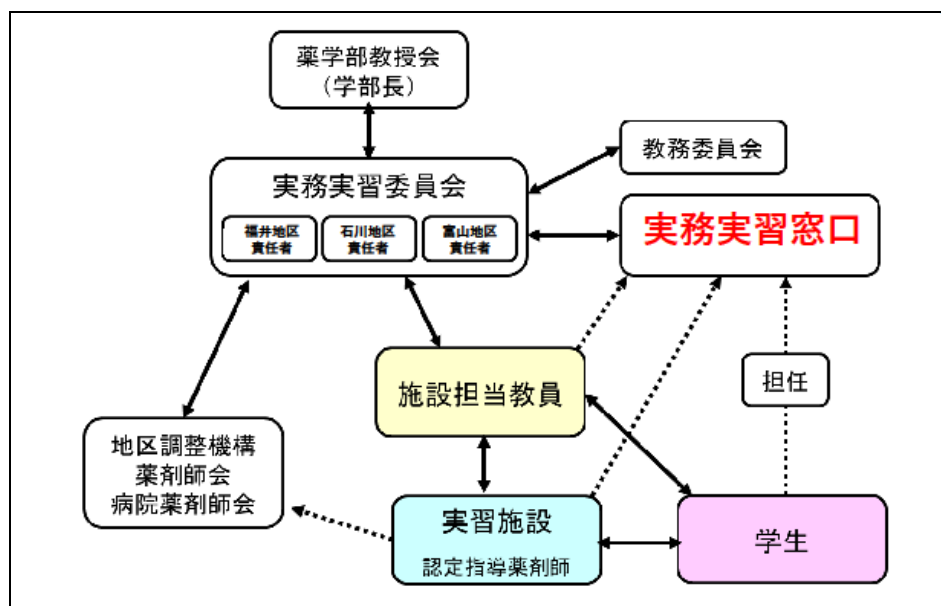 薬学部教授会
(学部長)
教務委員会
実務実習委員会
福井地区
責任者
石川地区
責任者
富山地区
責任者
実務実習窓口
施設担当教員
担任
地区調整機構
薬剤師会
病院薬剤師会
実習施設
認定指導薬剤師
学生